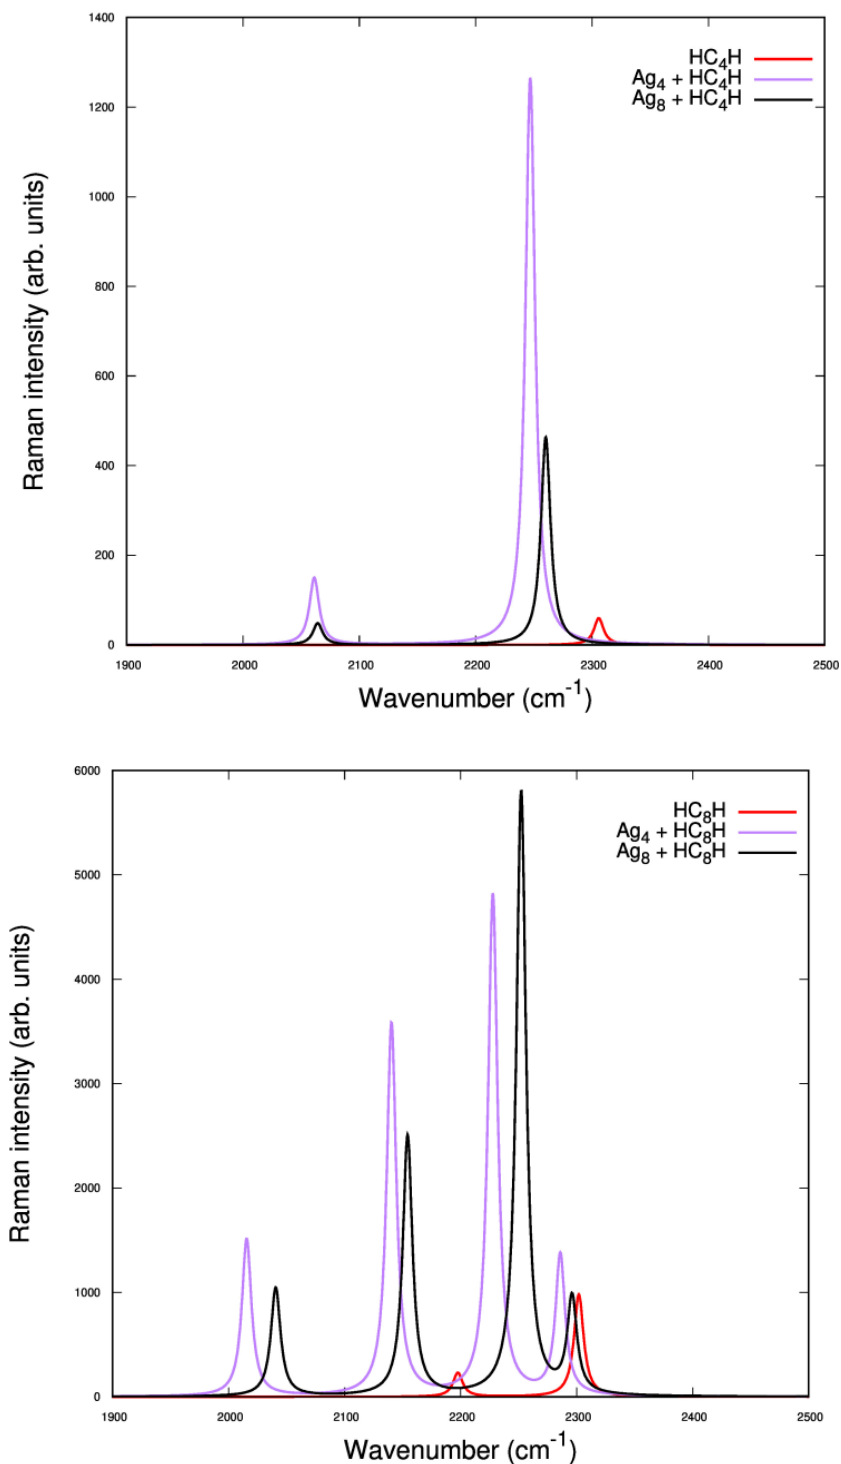 1400
1200
1000
800
600
400
200
0
Raman intensity (arb. units)
HC₄H
Ag₄ + HC₄H
Ag₈ + HC₄H
1900 2000 2100 2200 2300 2400 2500
Wavenumber (cm⁻¹)
6000
5000
4000
3000
2000
1000
0
Raman intensity (arb. units)
HC₈H
Ag₄ + HC₈H
Ag₈ + HC₈H
1900 2000 2100 2200 2300 2400 2500
Wavenumber (cm⁻¹)